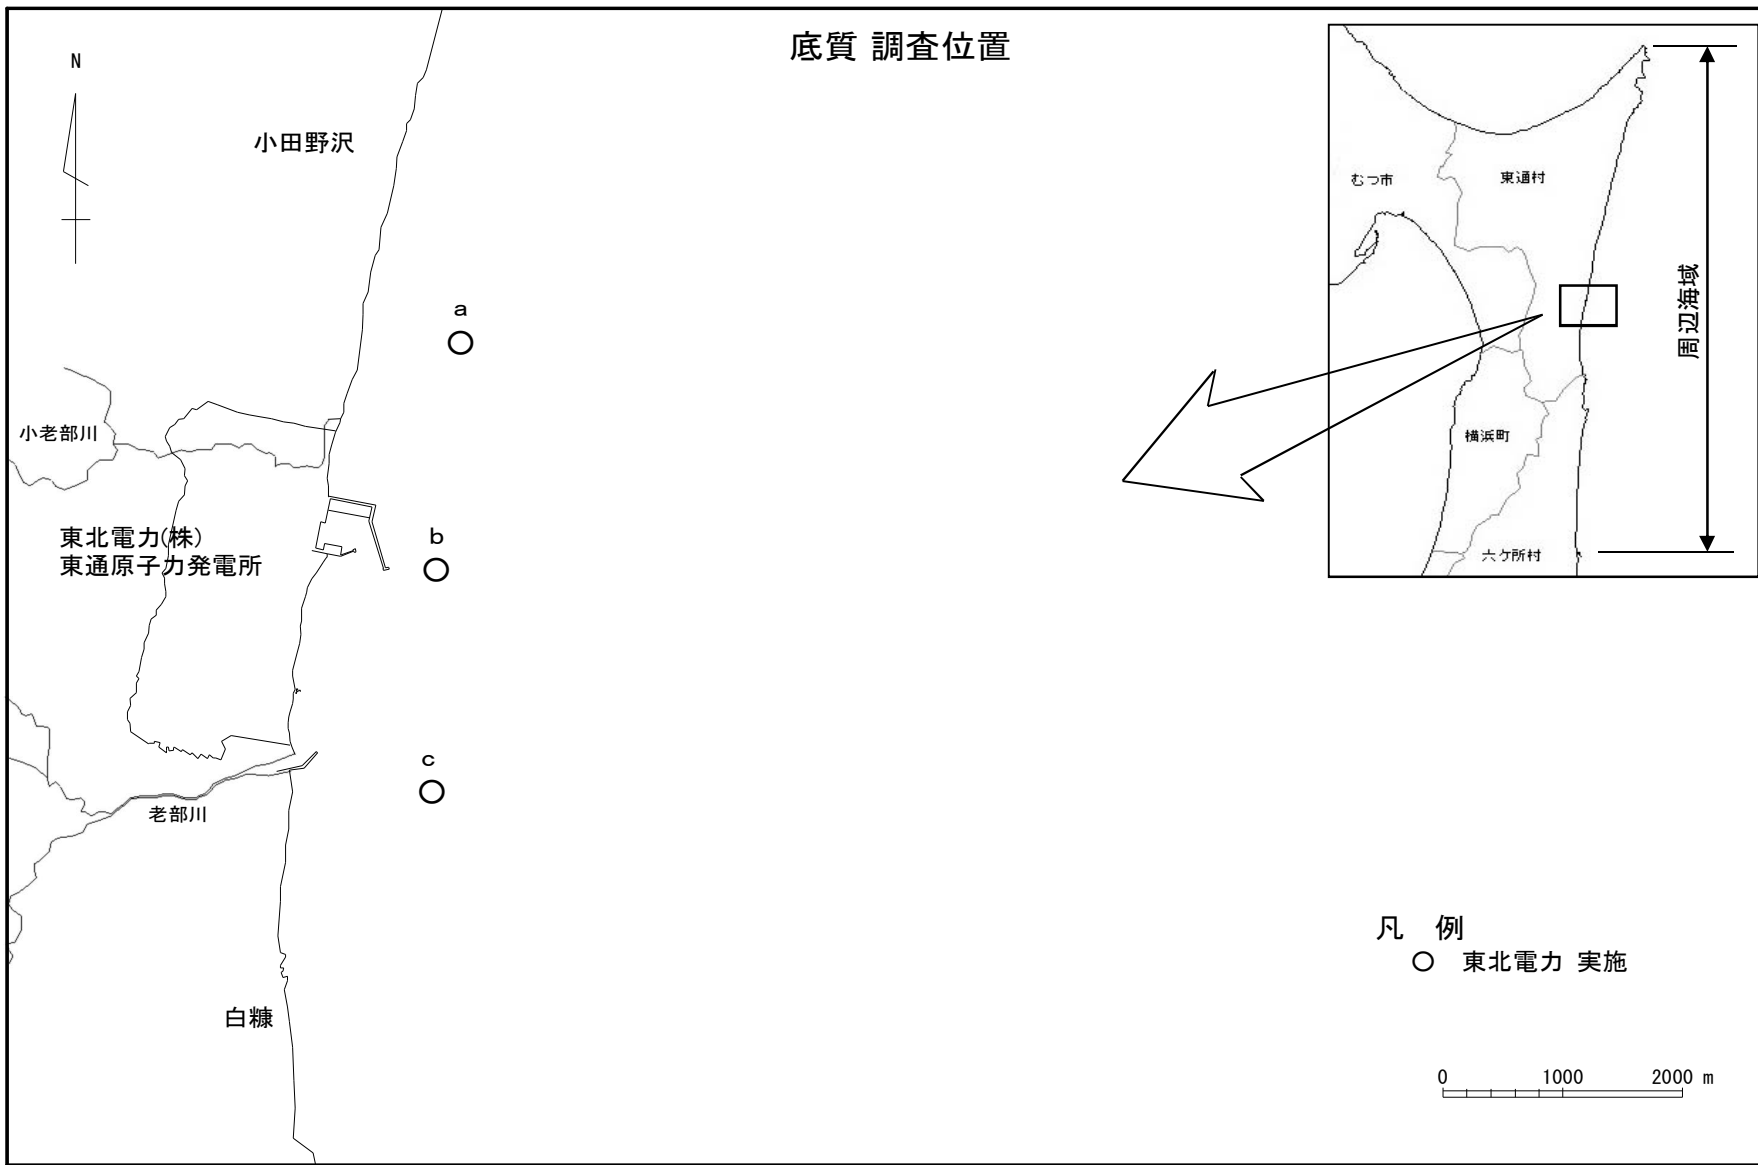 底質 調査位置
N
小田野沢
a
小老部川
東北電力(株)
東通原子力発電所
b
c
老部川
白糠
むつ市
東通村
周辺海域
横浜町
六ケ所村
凡 例
○ 東北電力 実施
0 1000 2000 m